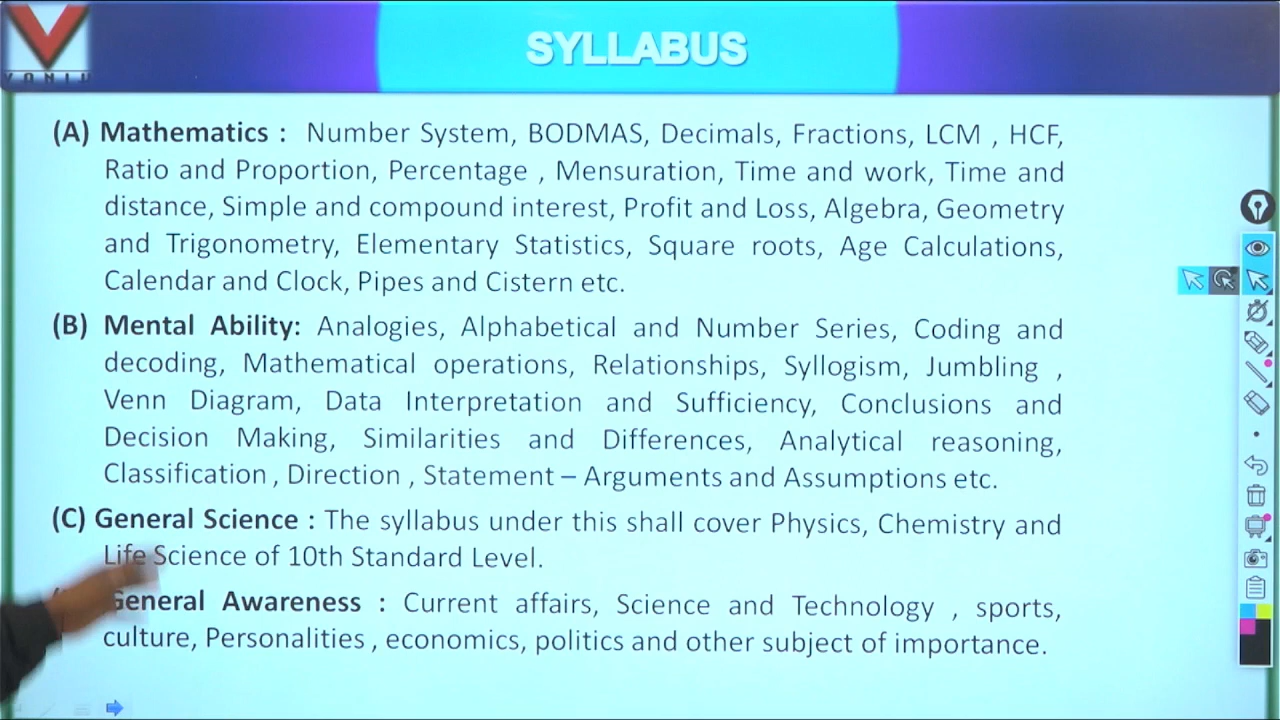 VANIU
SYLLABUS
(A) Mathematics : Number System, BODMAS, Decimals, Fractions, LCM , HCF,
Ratio and Proportion, Percentage , Mensuration, Time and work, Time and
distance, Simple and compound interest, Profit and Loss, Algebra, Geometry
and Trigonometry, Elementary Statistics, Square roots, Age Calculations,
Calendar and Clock, Pipes and Cistern etc.
(B) Mental Ability: Analogies, Alphabetical and Number Series, Coding and
decoding, Mathematical operations, Relationships, Syllogism, Jumbling ,
Venn Diagram, Data Interpretation and Sufficiency, Conclusions and
Decision Making, Similarities and Differences, Analytical reasoning,
Classification , Direction , Statement – Arguments and Assumptions etc.
(C) General Science : The syllabus under this shall cover Physics, Chemistry and
Life Science of 10th Standard Level.
General Awareness : Current affairs, Science and Technology , sports,
culture, Personalities , economics, politics and other subject of importance.